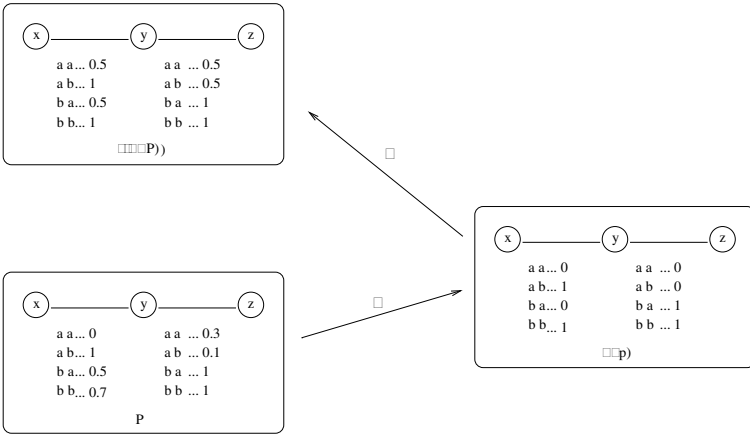 x y z
a a... 0.5 a a ... 0.5
a b... 1 a b ... 0.5
b a... 0.5 b a ... 1
b b... 1 b b ... 1
P))
x y z
a a... 0 a a ... 0
a b... 1 a b ... 0
b a... 0 b a ... 1
b b... 1 b b ... 1
p)
x y z
a a... 0 a a ... 0.3
a b... 1 a b ... 0.1
b a... 0.5 b a ... 1
b b... 0.7 b b ... 1
P